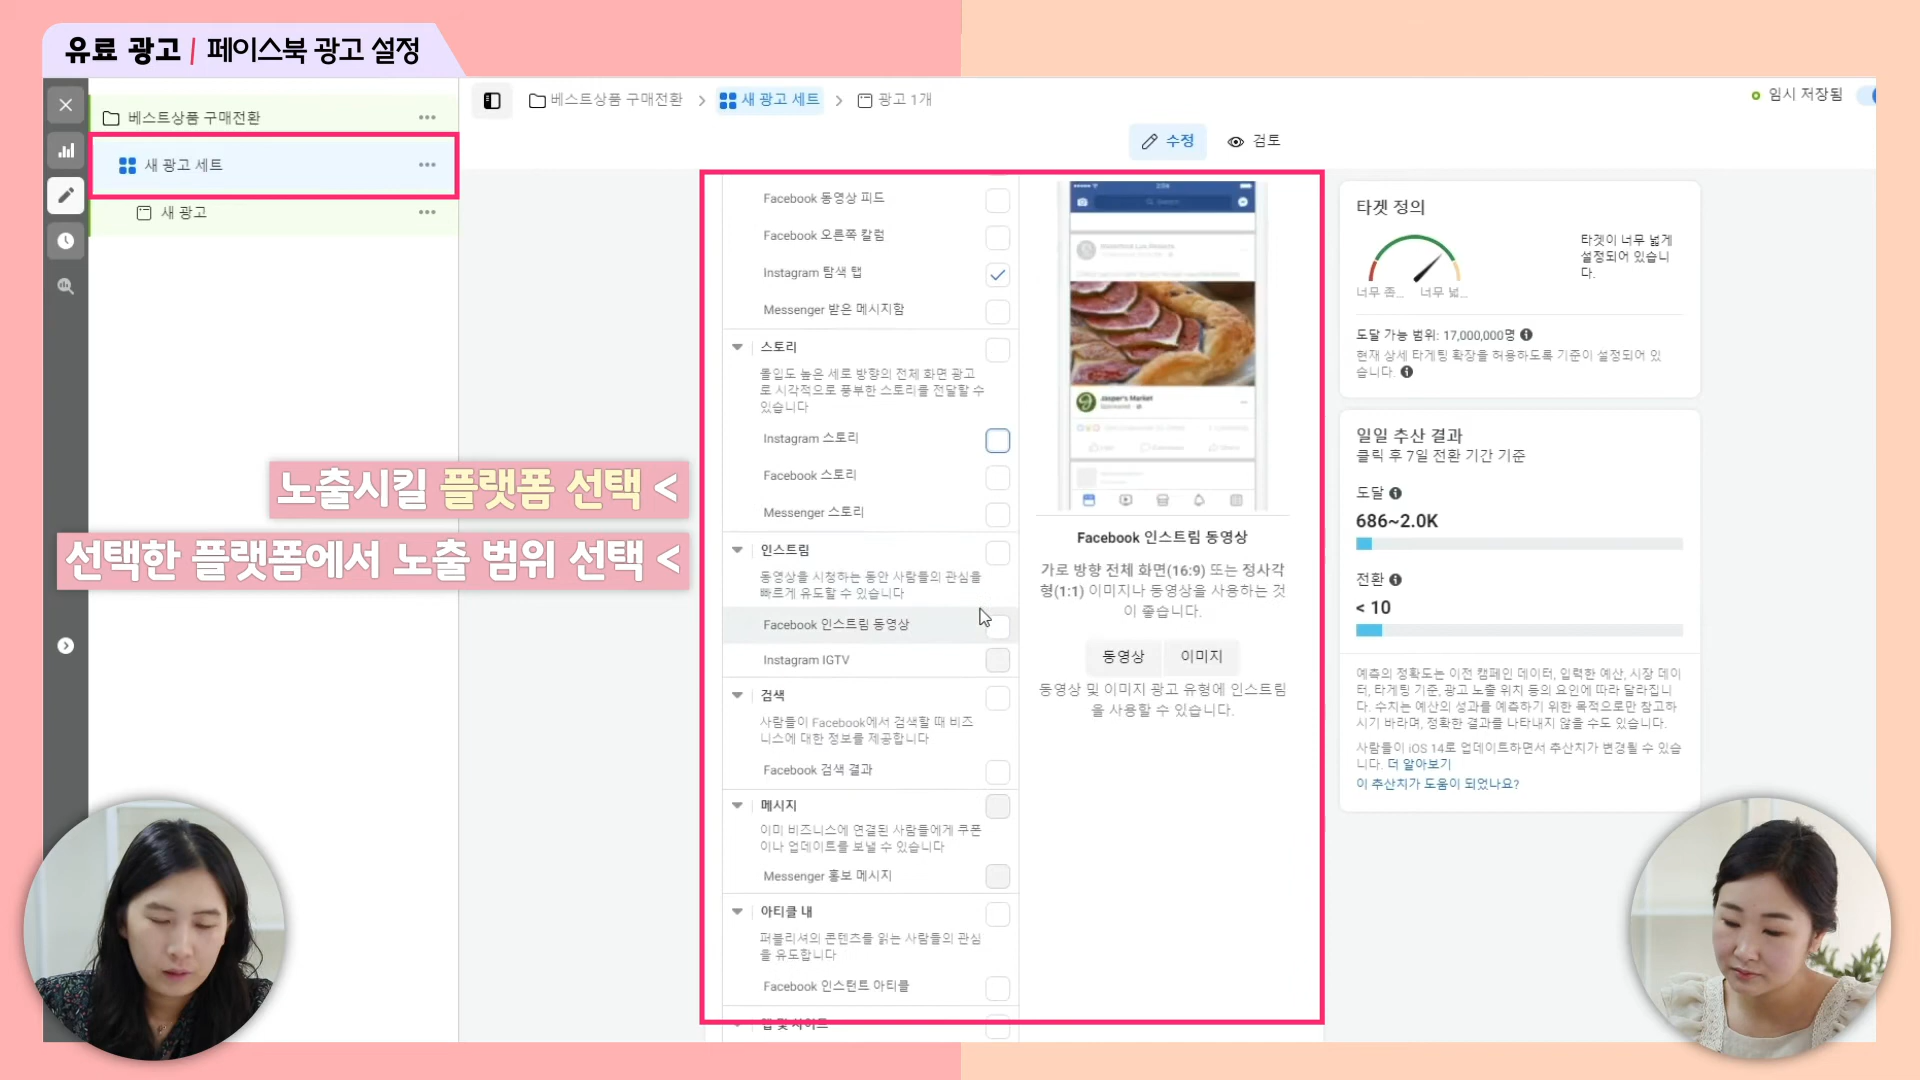 유료 광고 | 페이스북 광고 설정
베스트상품 구매전환
새 광고 세트
새 광고
베스트상품 구매전환 > 새 광고 세트 > 광고 1개
임시 저장됨
수정
검토
노출시킬 플랫폼 선택 <
선택한 플랫폼에서 노출 범위 선택 <
Facebook 동영상 피드
Facebook 오른쪽 칼럼
Instagram 탐색 탭
Messenger 받은 메시지함
스토리
몰입도 높은 세로 방향의 전체 화면 광고
로 시각적으로 풍부한 스토리를 전달할 수
있습니다
Instagram 스토리
Facebook 스토리
Messenger 스토리
인스트림
동영상을 시청하는 동안 사람들의 관심을
빠르게 유도할 수 있습니다
Facebook 인스트림 동영상
Instagram IGTV
검색
사람들이 Facebook에서 검색할 때 비즈
니스에 대한 정보를 제공합니다
Facebook 검색 결과
메시지
이미 비즈니스에 연결된 사람들에게 쿠폰
이나 업데이트를 보낼 수 있습니다
Messenger 홍보 메시지
아티클 내
퍼블리셔의 콘텐츠를 읽는 사람들의 관심
을 유도합니다
Facebook 인스턴트 아티클
Search
Jasper's Market
Facebook 인스트림 동영상
가로 방향 전체 화면(16:9) 또는 정사각
형(1:1) 이미지나 동영상을 사용하는 것
이 좋습니다.
동영상
이미지
동영상 및 이미지 광고 유형에 인스트림
을 사용할 수 있습니다.
타겟 정의
타겟이 너무 넓게
설정되어 있습니
다.
너무 좁... 너무 넓...
도달 가능 범위: 17,000,000명
현재 상세 타게팅 확장을 허용하도록 기준이 설정되어 있
습니다.
일일 추산 결과
클릭 후 7일 전환 기간 기준
도달
686~2.0K
전환
< 10
예측의 정확도는 이전 캠페인 데이터, 입력한 예산, 시장 데이
터, 타게팅 기준, 광고 노출 위치 등의 요인에 따라 달라집니
다. 수치는 예산의 성과를 예측하기 위한 목적으로만 참고하
시기 바라며, 정확한 결과를 나타내지 않을 수도 있습니다.
사람들이 iOS 14로 업데이트하면서 추산치가 변경될 수 있습
니다. 더 알아보기
이 추산치가 도움이 되었나요?